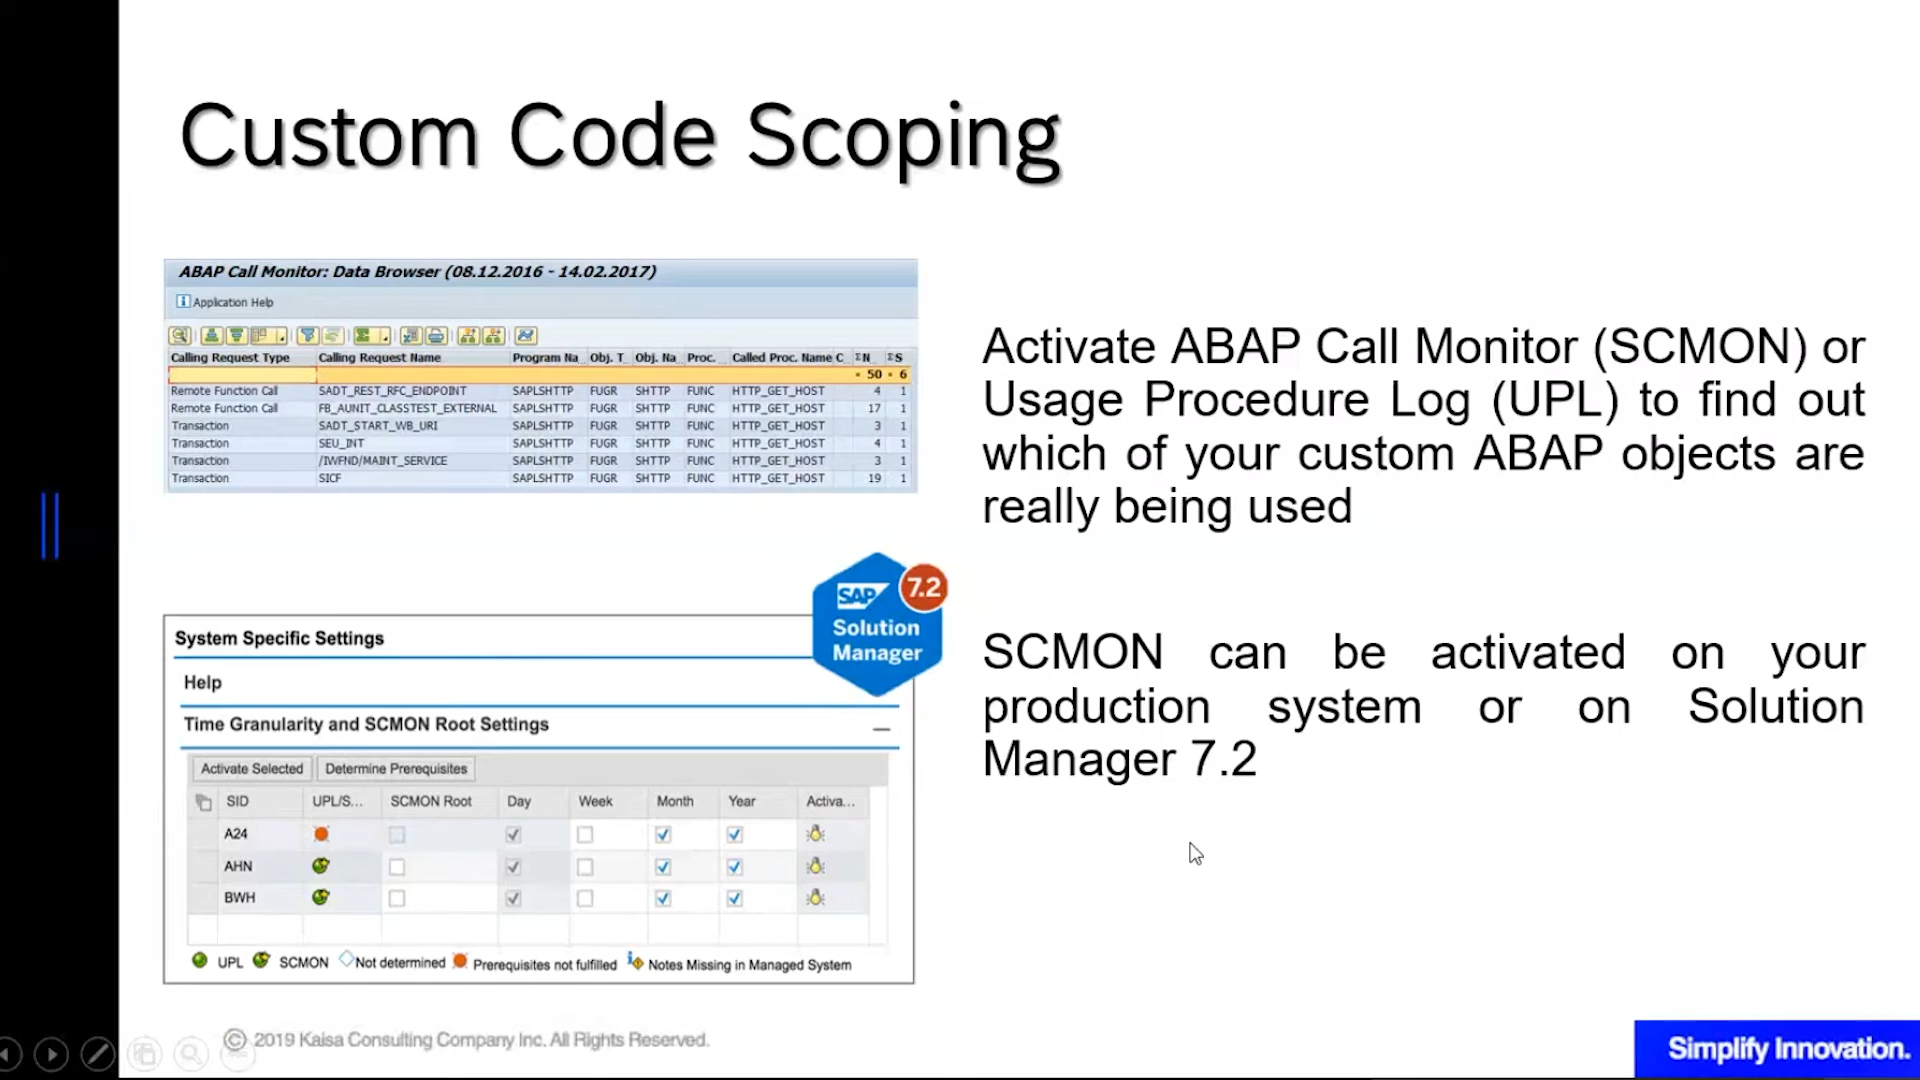 Custom Code Scoping
ABAP Call Monitor: Data Browser (08.12.2016 - 14.02.2017)
Application Help
Calling Request Type Calling Request Name Program Na Obj. T Obj. Na Proc. Called Proc. Name C ΣN ΣS
50 6
Remote Function Call SADT_REST_RFC_ENDPOINT SAPLSHTTP FUGR SHTTP FUNC HTTP_GET_HOST 4 1
Remote Function Call FB_AUNIT_CLASSTEST_EXTERNAL SAPLSHTTP FUGR SHTTP FUNC HTTP_GET_HOST 17 1
Transaction SADT_START_WB_URI SAPLSHTTP FUGR SHTTP FUNC HTTP_GET_HOST 3 1
Transaction SEU_INT SAPLSHTTP FUGR SHTTP FUNC HTTP_GET_HOST 4 1
Transaction /IWFND/MAINT_SERVICE SAPLSHTTP FUGR SHTTP FUNC HTTP_GET_HOST 3 1
Transaction SICF SAPLSHTTP FUGR SHTTP FUNC HTTP_GET_HOST 19 1
Activate ABAP Call Monitor (SCMON) or
Usage Procedure Log (UPL) to find out
which of your custom ABAP objects are
really being used
SAP 7.2
Solution
Manager
System Specific Settings
Help
Time Granularity and SCMON Root Settings
Activate Selected Determine Prerequisites
SID UPL/S... SCMON Root Day Week Month Year Activa...
A24
AHN
BWH
UPL SCMON Not determined Prerequisites not fulfilled Notes Missing in Managed System
SCMON can be activated on your
production system or on Solution
Manager 7.2
© 2019 Kaisa Consulting Company Inc. All Rights Reserved.
Simplify Innovation.